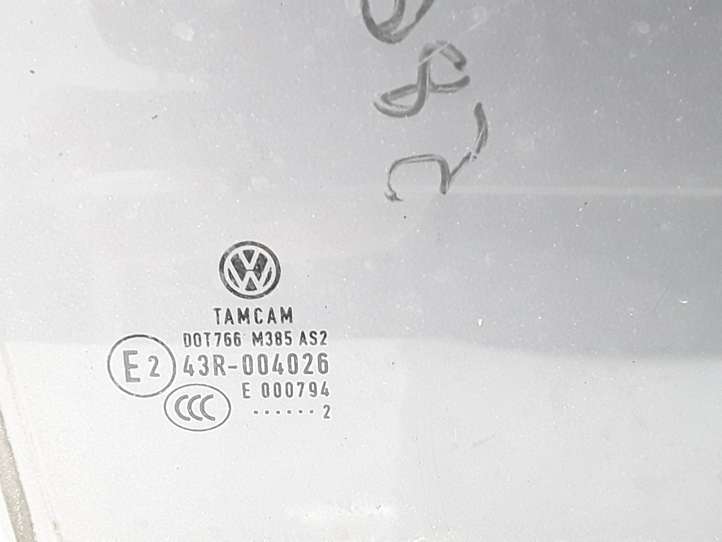 TAMCAM
DOT766 M385 AS2
E2 43R-004026
E 000794
CCC
······ 2